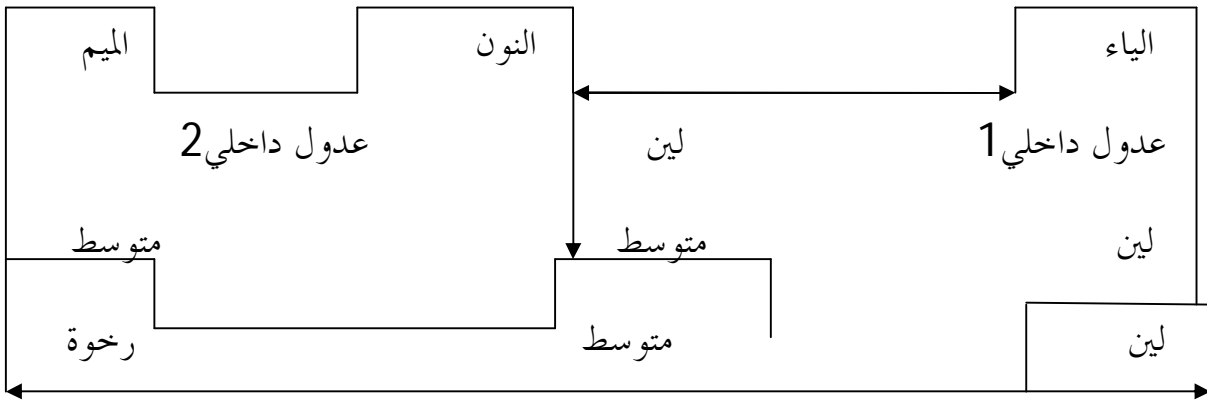 الياء النون الميم
عدول داخلي1 لين عدول داخلي2
لين متوسط متوسط
لين متوسط رخوة